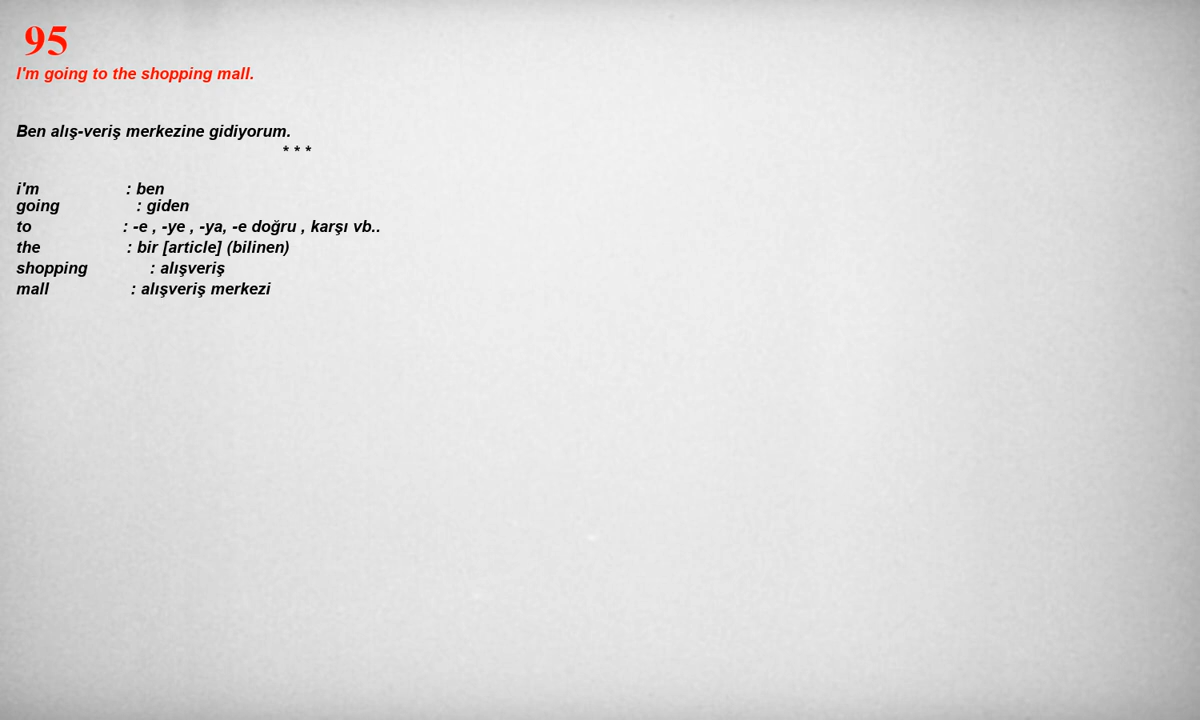 95
I'm going to the shopping mall.
Ben alış-veriş merkezine gidiyorum.
* * *
i'm : ben
going : giden
to : -e , -ye , -ya, -e doğru , karşı vb..
the : bir [article] (bilinen)
shopping : alışveriş
mall : alışveriş merkezi